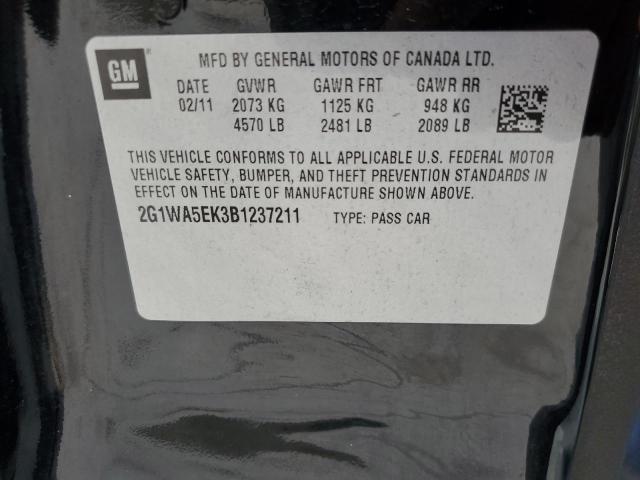 GM
MFD BY GENERAL MOTORS OF CANADA LTD.
DATE GVWR GAWR FRT GAWR RR
02/11 2073 KG 1125 KG 948 KG
4570 LB 2481 LB 2089 LB
THIS VEHICLE CONFORMS TO ALL APPLICABLE U.S. FEDERAL MOTOR
VEHICLE SAFETY, BUMPER, AND THEFT PREVENTION STANDARDS IN
EFFECT ON THE DATE OF MANUFACTURE SHOWN ABOVE.
2G1WA5EK3B1237211 TYPE: PASS CAR